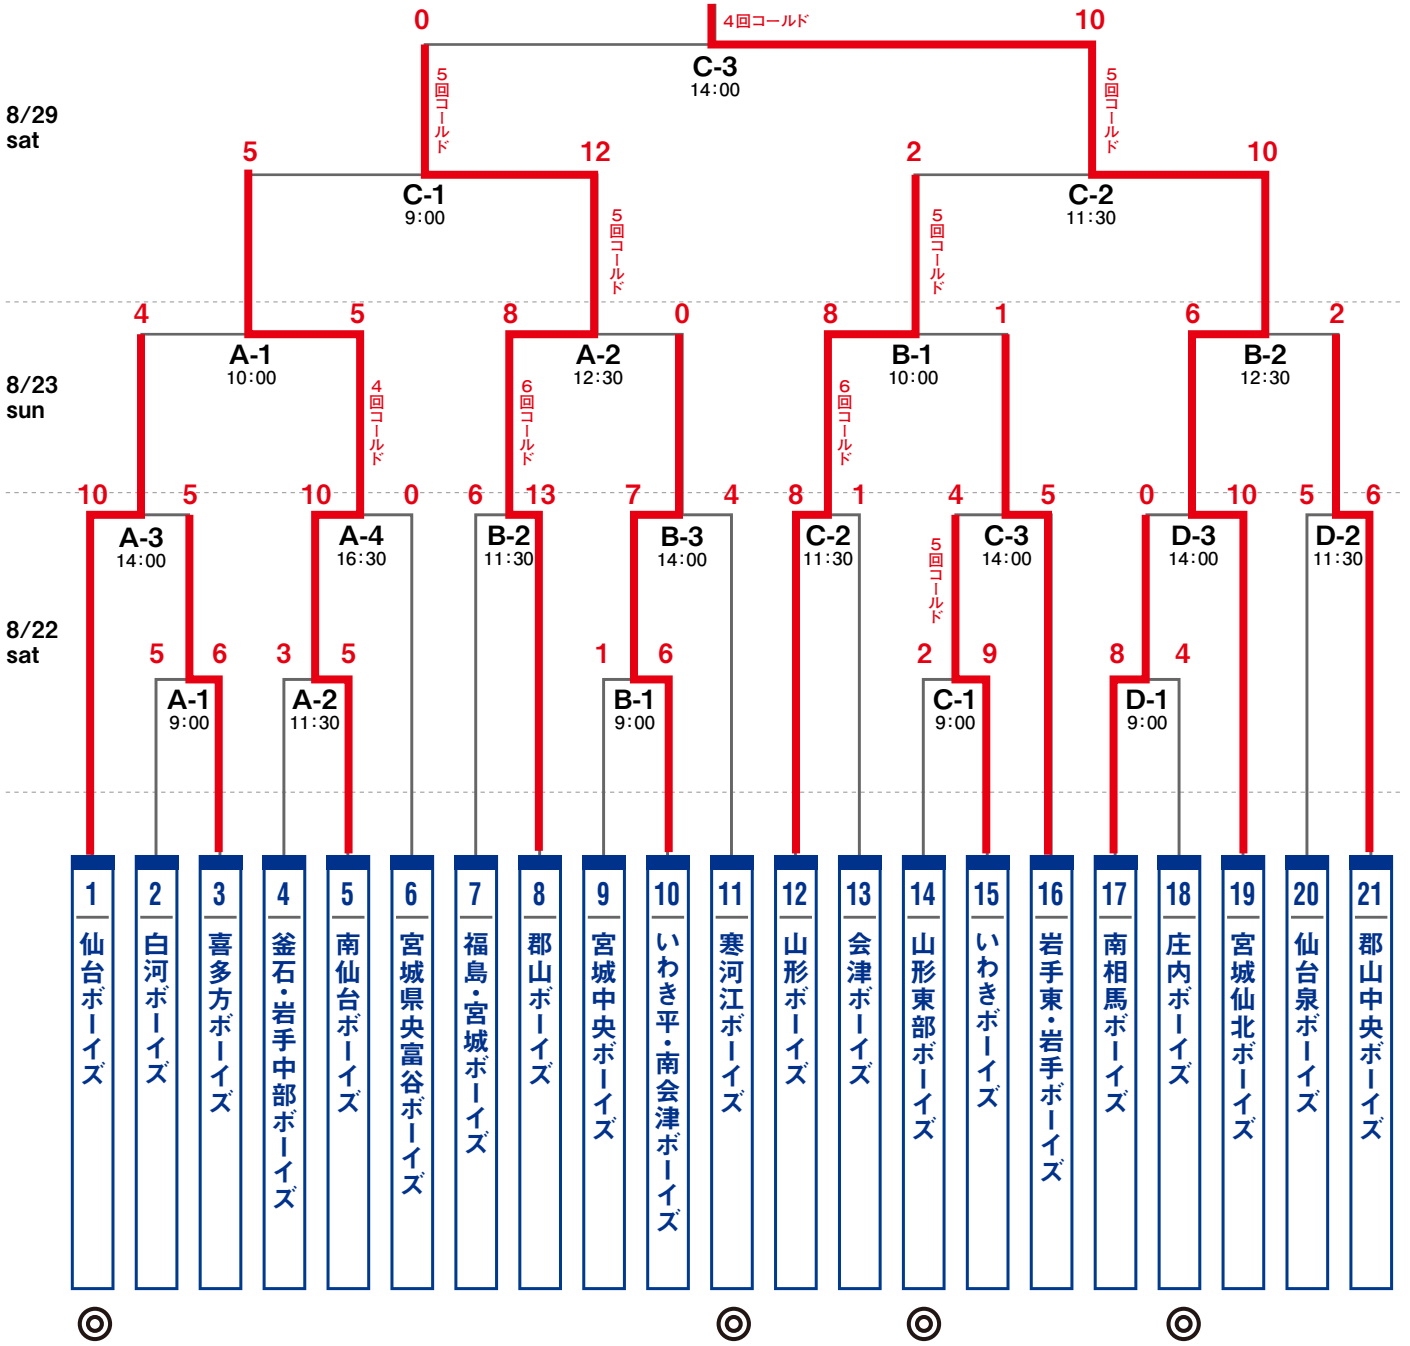 0
4回コールド
10
C-3
14:00
5回コールド
5回コールド
8/29
sat
5
12
2
10
C-1
9:00
C-2
11:30
5回コールド
5回コールド
4
5
8
0
8
1
6
2
A-1
10:00
A-2
12:30
B-1
10:00
B-2
12:30
8/23
sun
4回コールド
6回コールド
6回コールド
10
5
10
0
6
13
7
4
8
1
4
5
0
10
5
6
A-3
14:00
A-4
16:30
B-2
11:30
B-3
14:00
C-2
11:30
C-3
14:00
D-3
14:00
D-2
11:30
5回コールド
8/22
sat
5
6
3
5
1
6
2
9
8
4
A-1
9:00
A-2
11:30
B-1
9:00
C-1
9:00
D-1
9:00
1
仙台ボーイズ
2
白河ボーイズ
3
喜多方ボーイズ
4
釜石・岩手中部ボーイズ
5
南仙台ボーイズ
6
宮城県央富谷ボーイズ
7
福島・宮城ボーイズ
8
郡山ボーイズ
9
宮城中央ボーイズ
10
いわき平・南会津ボーイズ
11
寒河江ボーイズ
12
山形ボーイズ
13
会津ボーイズ
14
山形東部ボーイズ
15
いわきボーイズ
16
岩手東・岩手ボーイズ
17
南相馬ボーイズ
18
庄内ボーイズ
19
宮城仙北ボーイズ
20
仙台泉ボーイズ
21
郡山中央ボーイズ
◎
◎
◎
◎